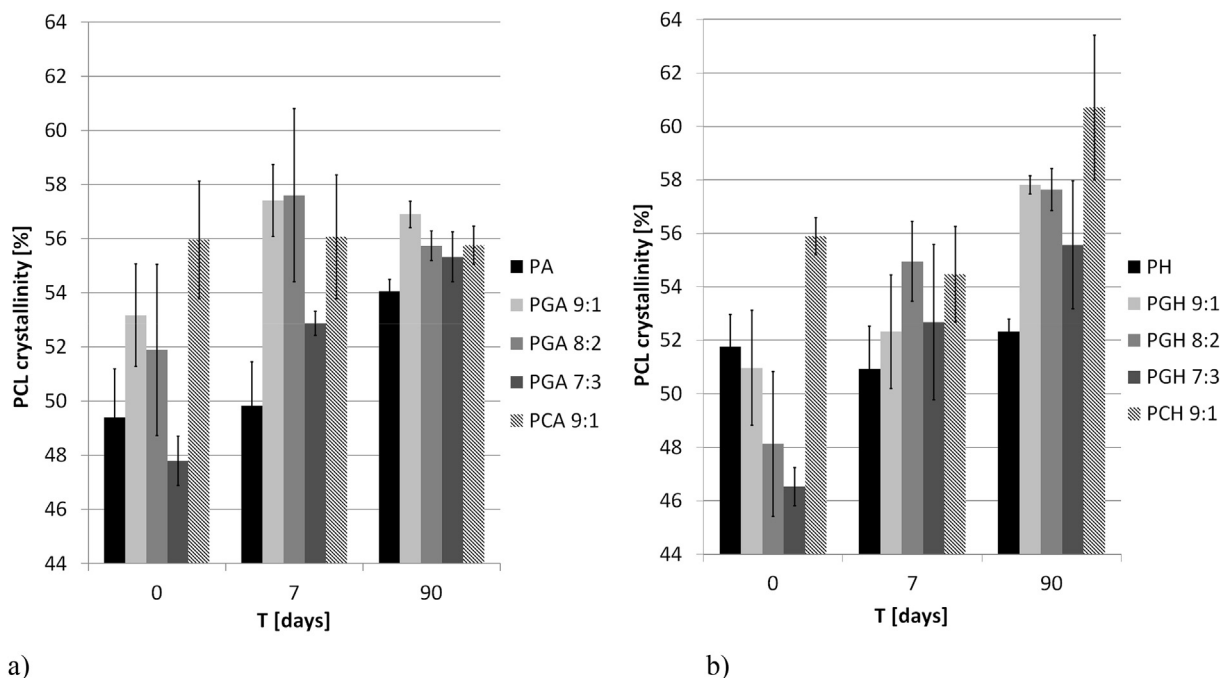 64
62
60
58
56
54
52
50
48
46
44
PCL crystallinity [%]
0 7 90
T [days]
PA
PGA 9:1
PGA 8:2
PGA 7:3
PCA 9:1
a)
64
62
60
58
56
54
52
50
48
46
44
PCL crystallinity [%]
0 7 90
T [days]
PH
PGH 9:1
PGH 8:2
PGH 7:3
PCH 9:1
b)